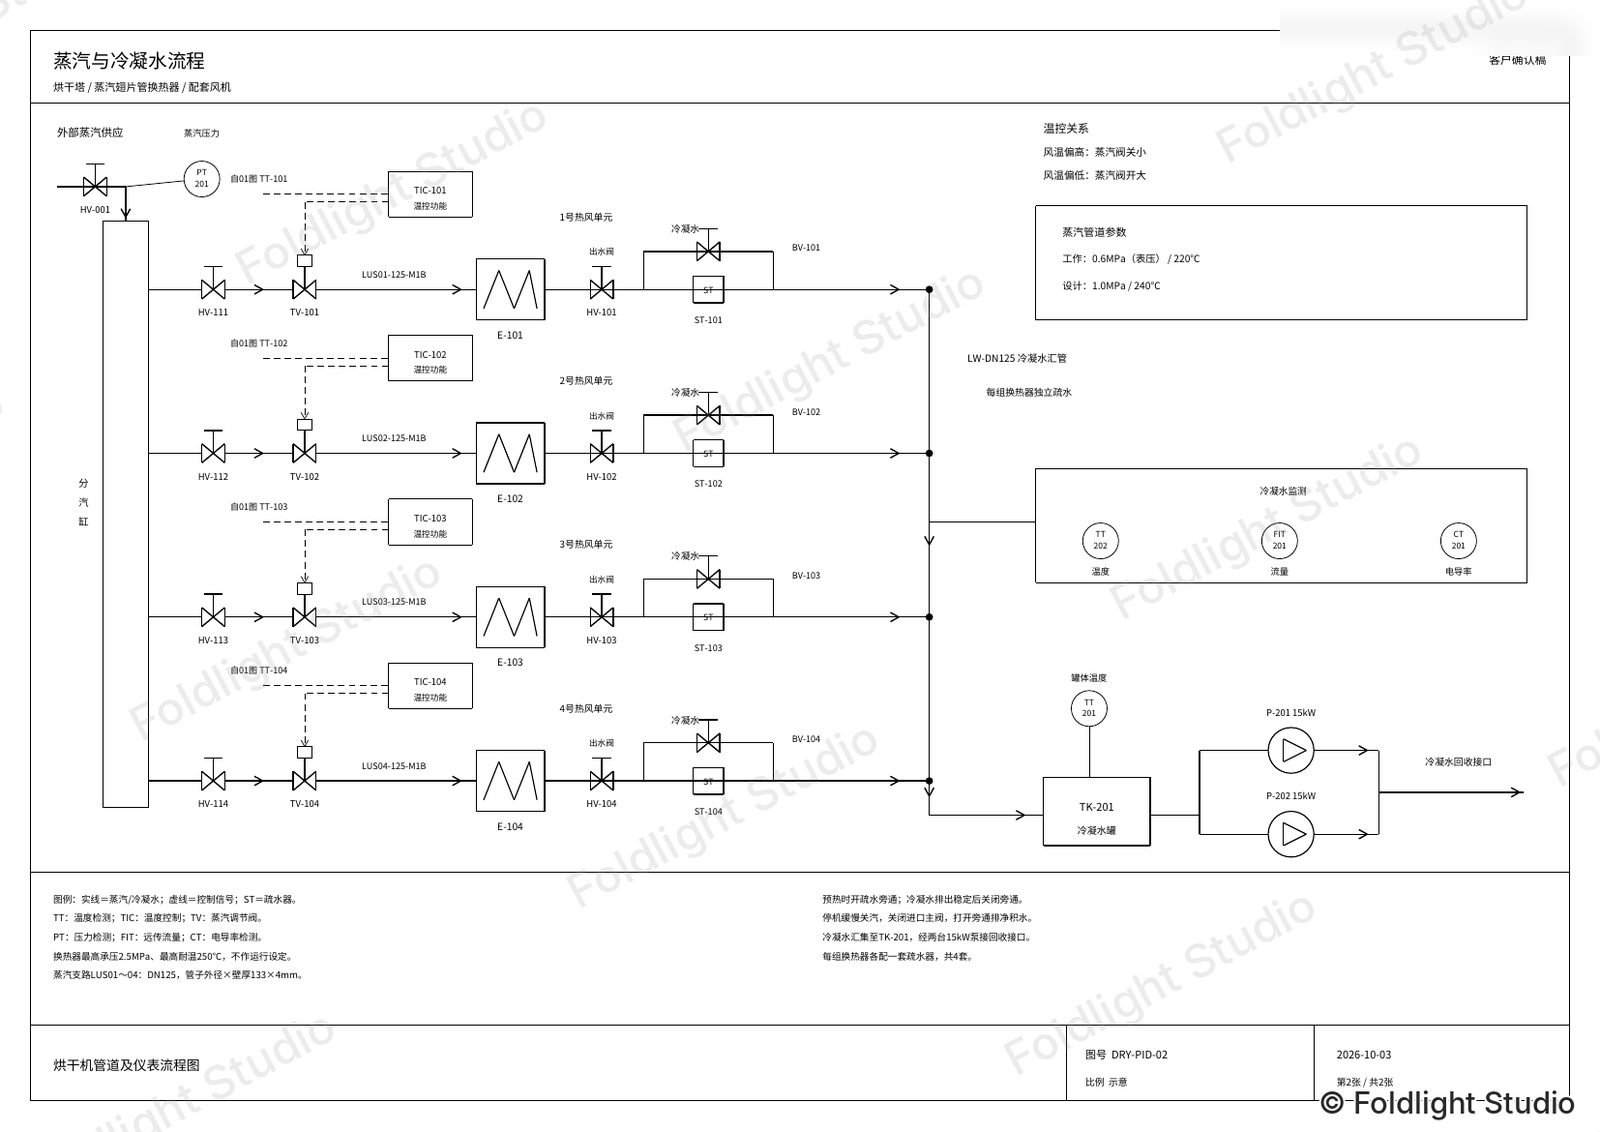 蒸汽与冷凝水流程
烘干塔 / 蒸汽翅片管换热器 / 配套风机
客户确认稿
外部蒸汽供应
蒸汽压力
PT
201
HV-001
分
汽
缸
自01图 TT-101
TIC-101
温控功能
1号热风单元
冷凝水
BV-101
出水阀
LUS01-125-M1B
ST
HV-111
TV-101
E-101
HV-101
ST-101
自01图 TT-102
TIC-102
温控功能
2号热风单元
冷凝水
BV-102
出水阀
LUS02-125-M1B
ST
HV-112
TV-102
E-102
HV-102
ST-102
自01图 TT-103
TIC-103
温控功能
3号热风单元
冷凝水
BV-103
出水阀
LUS03-125-M1B
ST
HV-113
TV-103
E-103
HV-103
ST-103
自01图 TT-104
TIC-104
温控功能
4号热风单元
冷凝水
BV-104
出水阀
LUS04-125-M1B
ST
HV-114
TV-104
E-104
HV-104
ST-104
温控关系
风温偏高：蒸汽阀关小
风温偏低：蒸汽阀开大
蒸汽管道参数
工作：0.6MPa（表压） / 220℃
设计：1.0MPa / 240℃
LW-DN125 冷凝水汇管
每组换热器独立疏水
冷凝水监测
TT
202
温度
FIT
201
流量
CT
201
电导率
罐体温度
TT
201
TK-201
冷凝水罐
P-201 15kW
P-202 15kW
冷凝水回收接口
图例：实线＝蒸汽/冷凝水；虚线＝控制信号；ST＝疏水器。
TT：温度检测；TIC：温度控制；TV：蒸汽调节阀。
PT：压力检测；FIT：远传流量；CT：电导率检测。
换热器最高承压2.5MPa、最高耐温250℃，不作运行设定。
蒸汽支路LUS01～04：DN125，管子外径×壁厚133×4mm。
预热时开疏水旁通；冷凝水排出稳定后关闭旁通。
停机缓慢关汽，关闭进口主阀，打开旁通排净积水。
冷凝水汇集至TK-201，经两台15kW泵接回收接口。
每组换热器各配一套疏水器，共4套。
烘干机管道及仪表流程图
图号 DRY-PID-02
比例 示意
2026-10-03
第2张 / 共2张
© Foldlight Studio
Foldlight Studio
Foldlight Studio
Foldlight Studio
Foldlight Studio
Foldlight Studio
Foldlight Studio
Foldlight Studio
Foldlight Studio